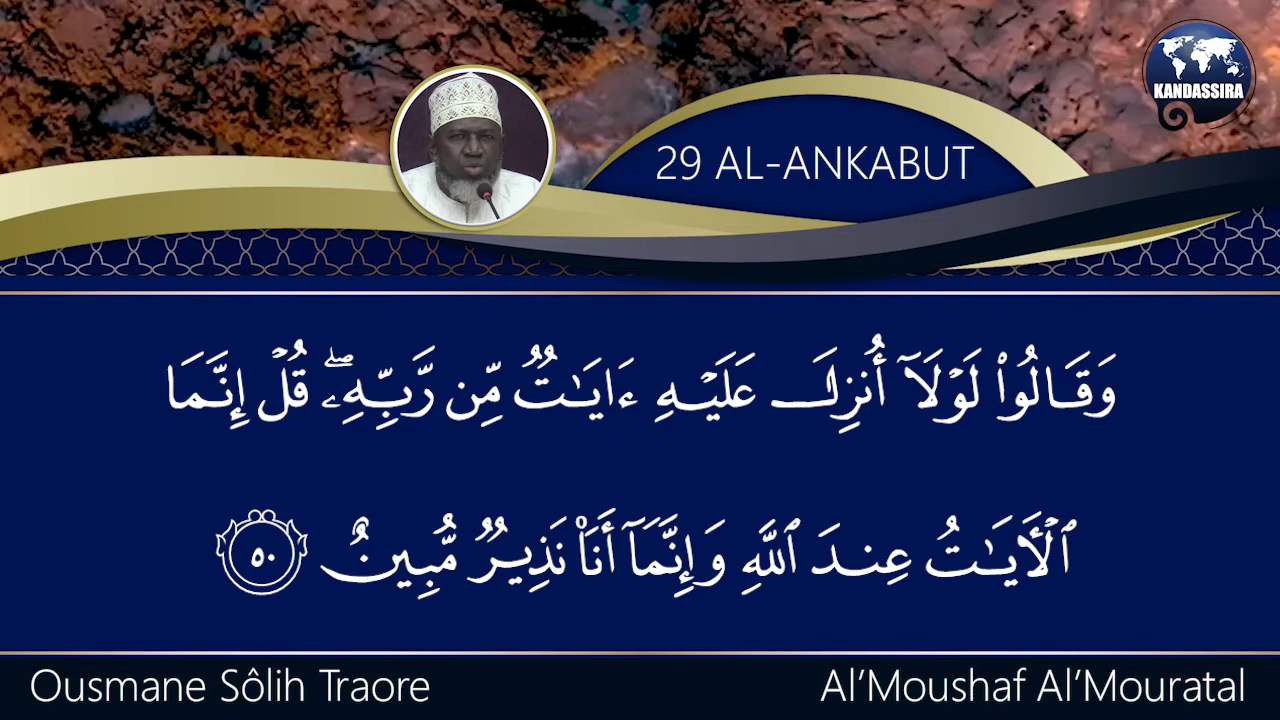 KANDASSIRA
29 AL-ANKABUT
وَقَالُوا۟ لَوْلَآ أُنزِلَ عَلَيْهِ ءَايَـٰتٌ مِّن رَّبِّهِۦ ۖ قُلْ إِنَّمَا
ٱلْأَيَـٰتُ عِندَ ٱللَّهِ وَإِنَّمَآ أَنَا۠ نَذِيرٌ مُّبِينٌ ٥٠
Ousmane Sôlih Traore
Al’Moushaf Al’Mouratal